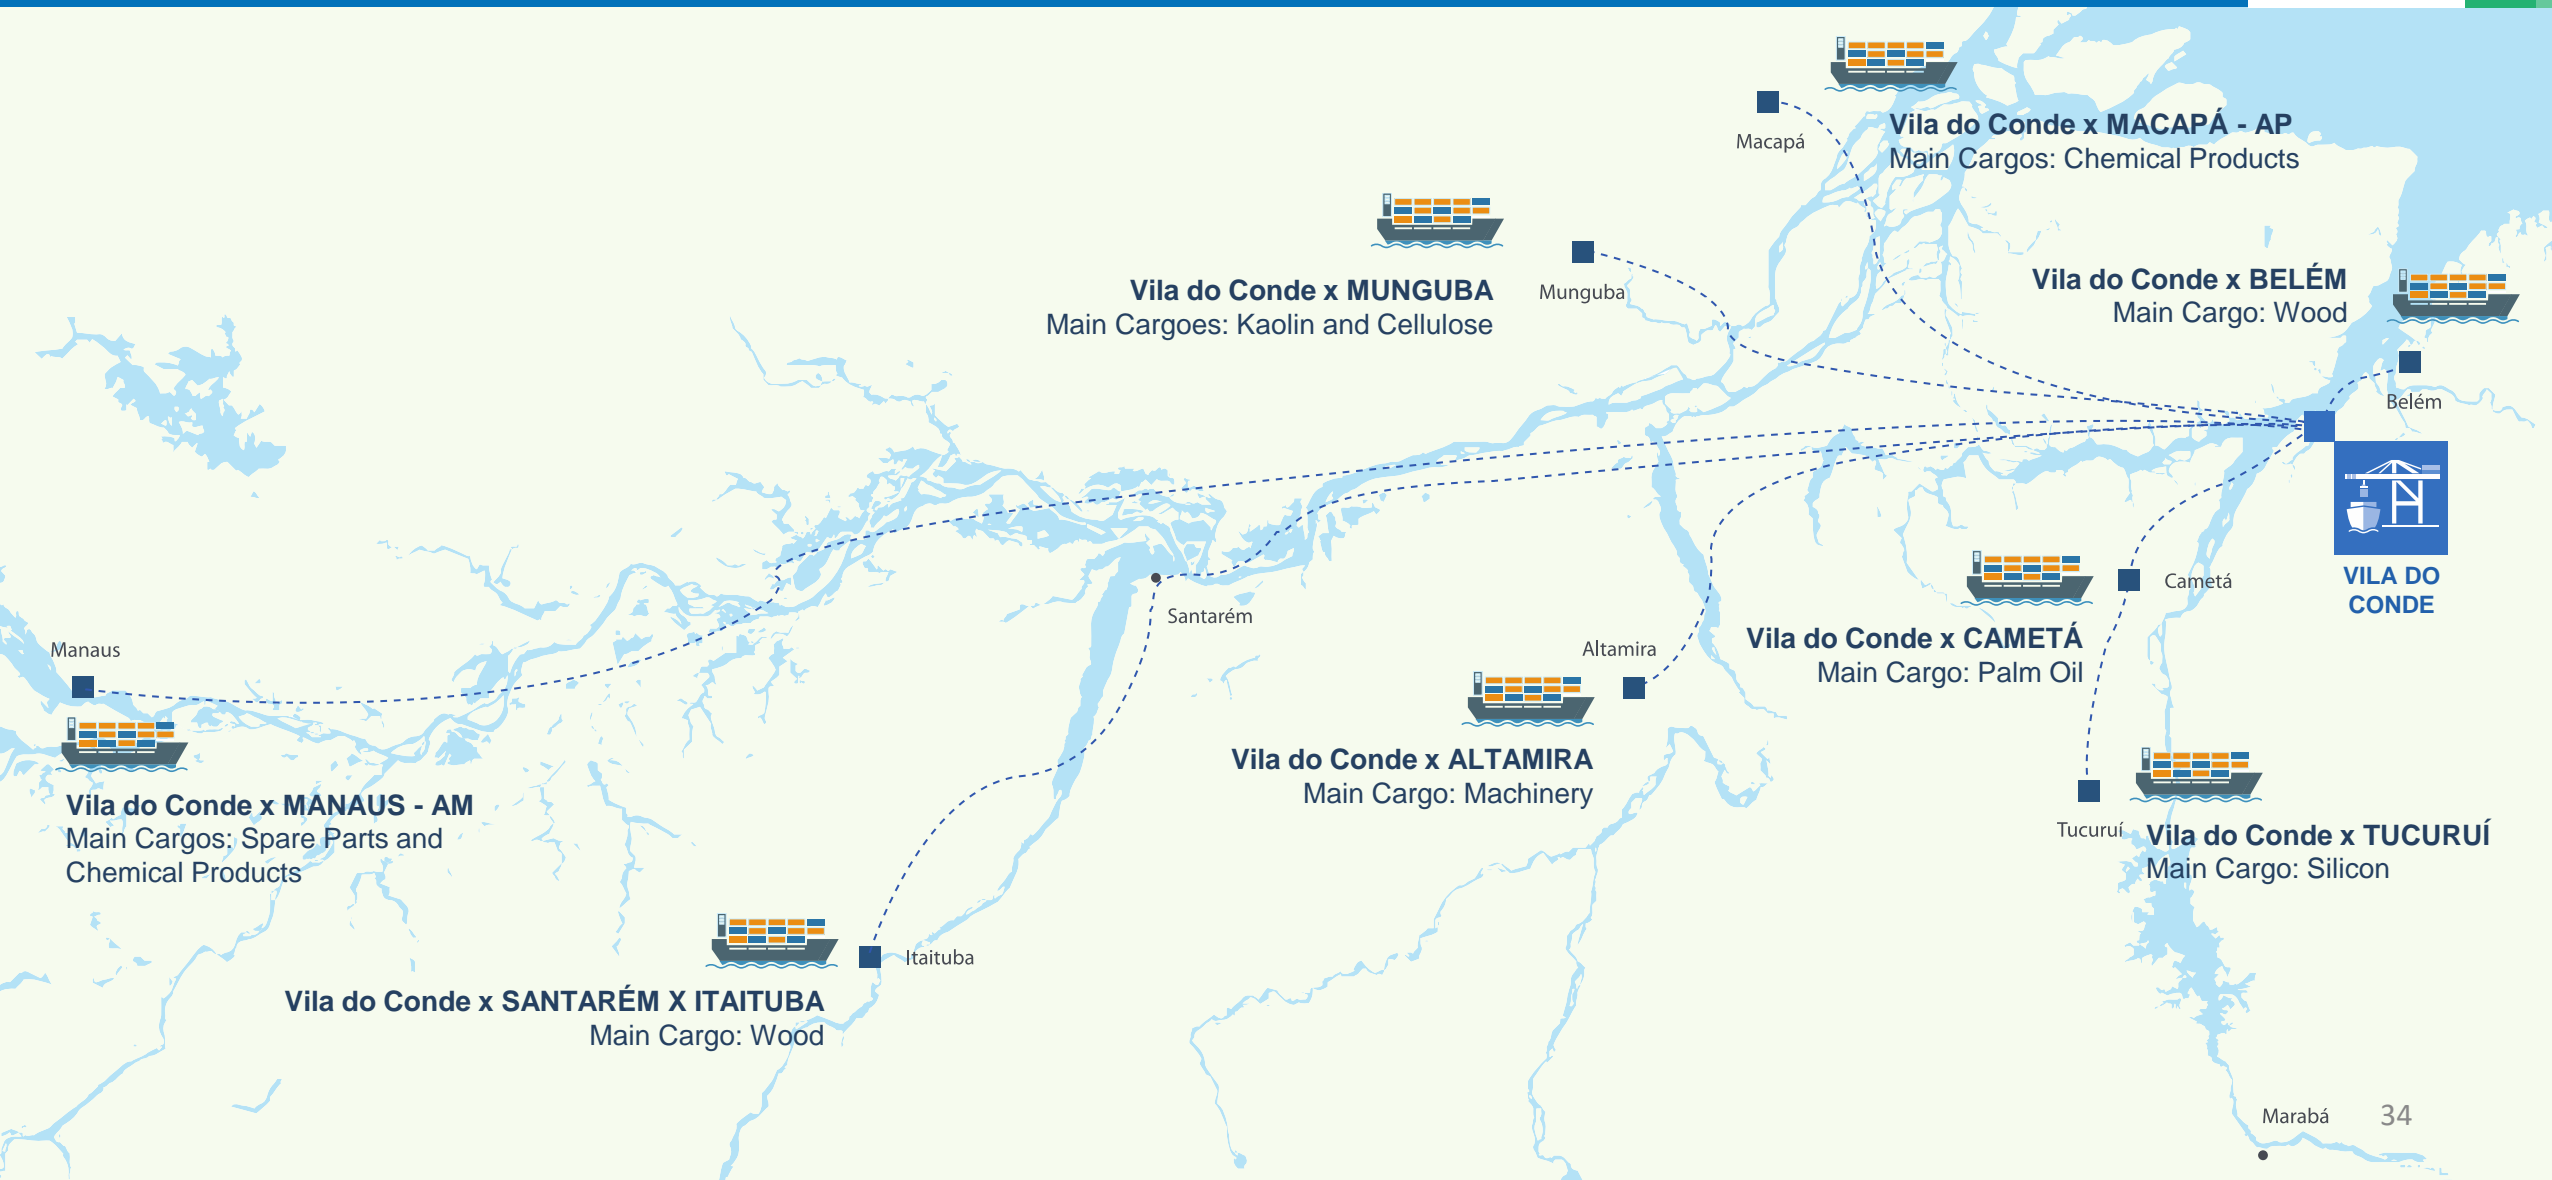 Vila do Conde x MACAPÁ - AP
Main Cargos: Chemical Products
Macapá
Vila do Conde x MUNGUBA
Main Cargoes: Kaolin and Cellulose
Munguba
Vila do Conde x BELÉM
Main Cargo: Wood
Belém
VILA DO
CONDE
Cametá
Vila do Conde x CAMETÁ
Main Cargo: Palm Oil
Santarém
Altamira
Vila do Conde x ALTAMIRA
Main Cargo: Machinery
Manaus
Vila do Conde x MANAUS - AM
Main Cargos: Spare Parts and
Chemical Products
Tucuruí
Vila do Conde x TUCURUÍ
Main Cargo: Silicon
Itaituba
Vila do Conde x SANTARÉM X ITAITUBA
Main Cargo: Wood
Marabá
34